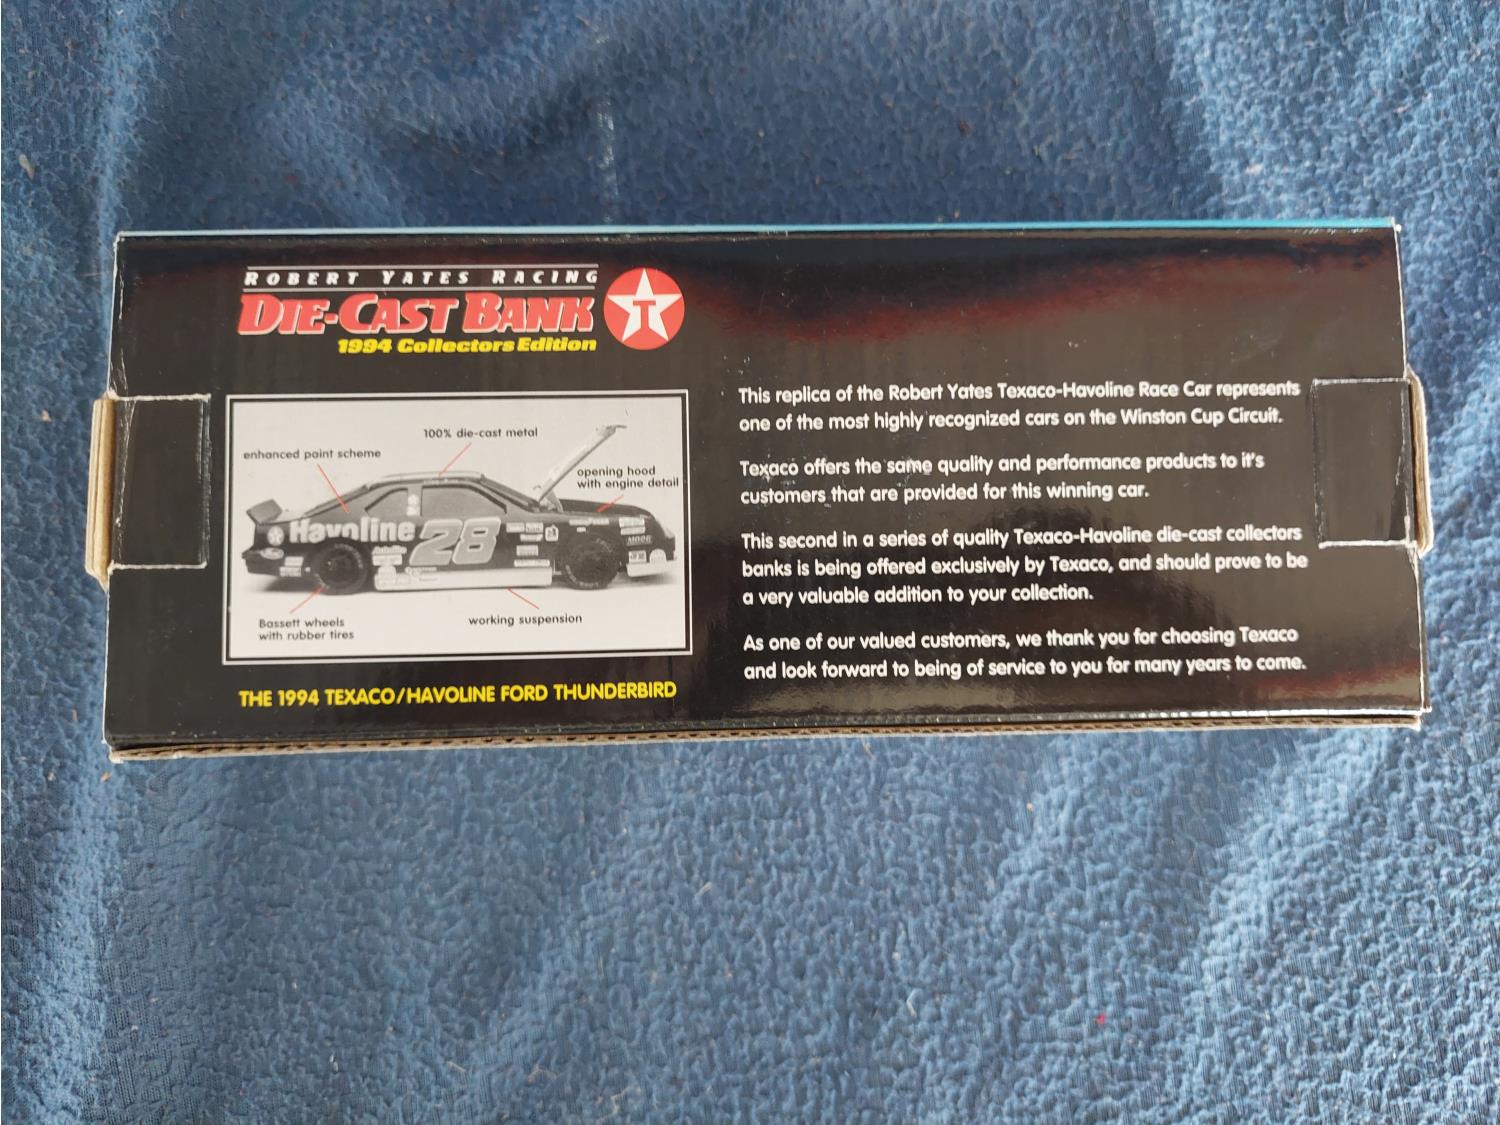 ROBERT YATES RACING
DIE-CAST BANK
1994 Collectors Edition
T
100% die-cast metal
enhanced paint scheme
opening hood
with engine detail
Havoline 28
Bassett wheels
with rubber tires
working suspension
THE 1994 TEXACO/HAVOLINE FORD THUNDERBIRD
This replica of the Robert Yates Texaco-Havoline Race Car represents
one of the most highly recognized cars on the Winston Cup Circuit.
Texaco offers the same quality and performance products to it's
customers that are provided for this winning car.
This second in a series of quality Texaco-Havoline die-cast collectors
banks is being offered exclusively by Texaco, and should prove to be
a very valuable addition to your collection.
As one of our valued customers, we thank you for choosing Texaco
and look forward to being of service to you for many years to come.